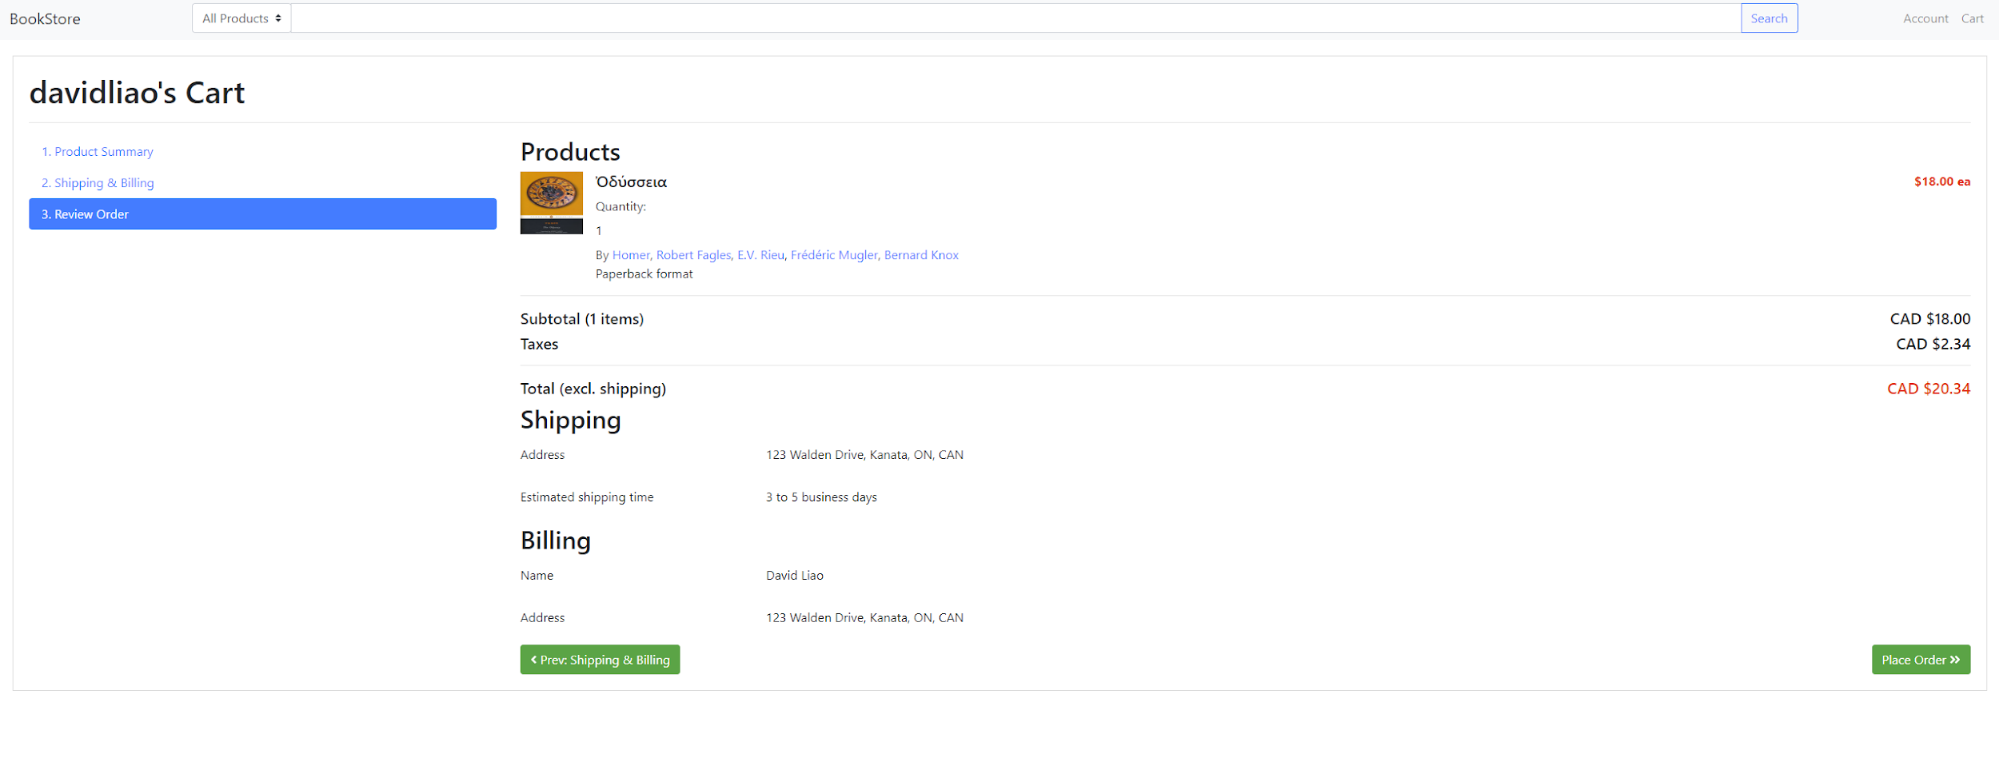 BookStore
All Products
Search
Account Cart
davidliao's Cart
1. Product Summary
2. Shipping & Billing
3. Review Order
Products
Ὀδύσσεια
$18.00 ea
Quantity:
1
By Homer, Robert Fagles, E.V. Rieu, Frédéric Mugler, Bernard Knox
Paperback format
Subtotal (1 items) CAD $18.00
Taxes CAD $2.34
Total (excl. shipping) CAD $20.34
Shipping
Address 123 Walden Drive, Kanata, ON, CAN
Estimated shipping time 3 to 5 business days
Billing
Name David Liao
Address 123 Walden Drive, Kanata, ON, CAN
Prev: Shipping & Billing
Place Order